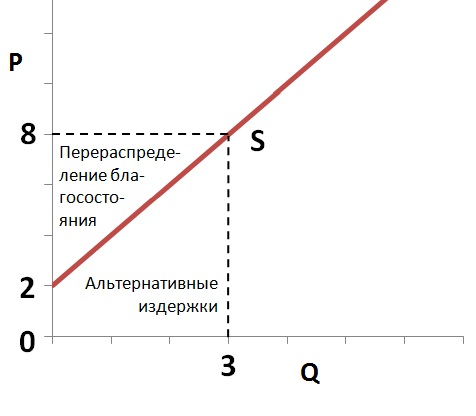 P
8
S
Перераспреде-
ление бла-
гососто-
яния
2
Альтернативные
издержки
0
3
Q